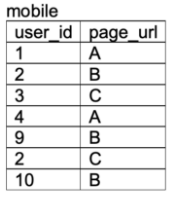 mobile
user_id page_url
1 A
2 B
3 C
4 A
9 B
2 C
10 B